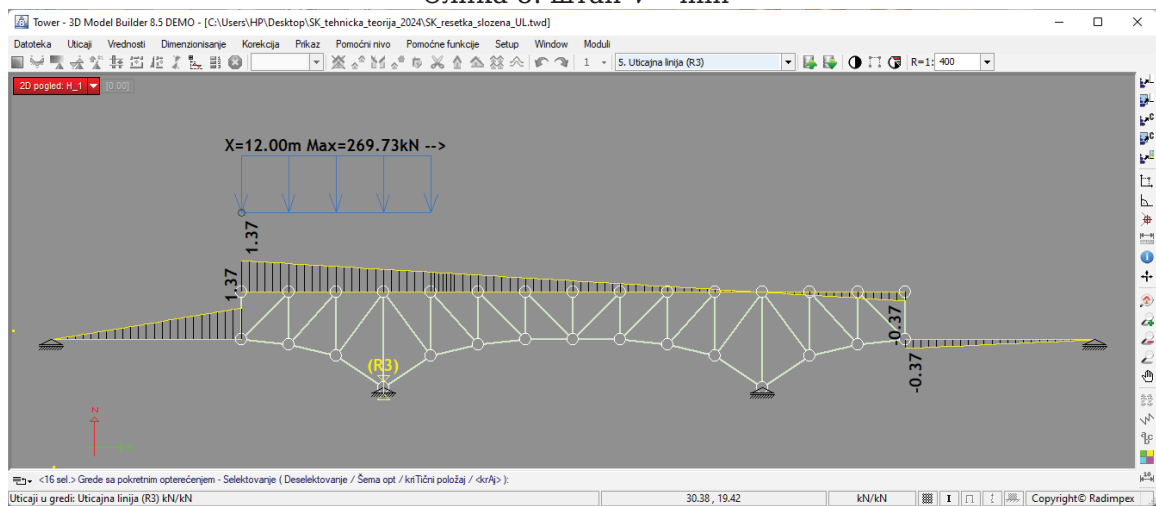 Слика 6. штап V - min
Tower - 3D Model Builder 8.5 DEMO - [C:\Users\HP\Desktop\SK_tehnicka_teorija_2024\SK_resetka_slozena_UL.twd]
Datoteka Uticaji Vrednosti Dimenzionisanje Korekcija Prikaz Pomoćni nivo Pomoćne funkcije Setup Window Moduli
1 5. Uticajna linija (R3) R=1: 400
2D pogled: H_1 [0.00]
X=12.00m Max=269.73kN -->
1.37
1.37
(R3)
-0.37
-0.37
Z
<16 sel.> Grede sa pokretnim opterećenjem - Selektovanje ( Deselektovanje / Šema opt / kriTični položaj / <krAj> ):
Uticaji u gredi: Uticajna linija (R3) kN/kN 30.38 , 19.42 kN/kN Copyright© Radimpex